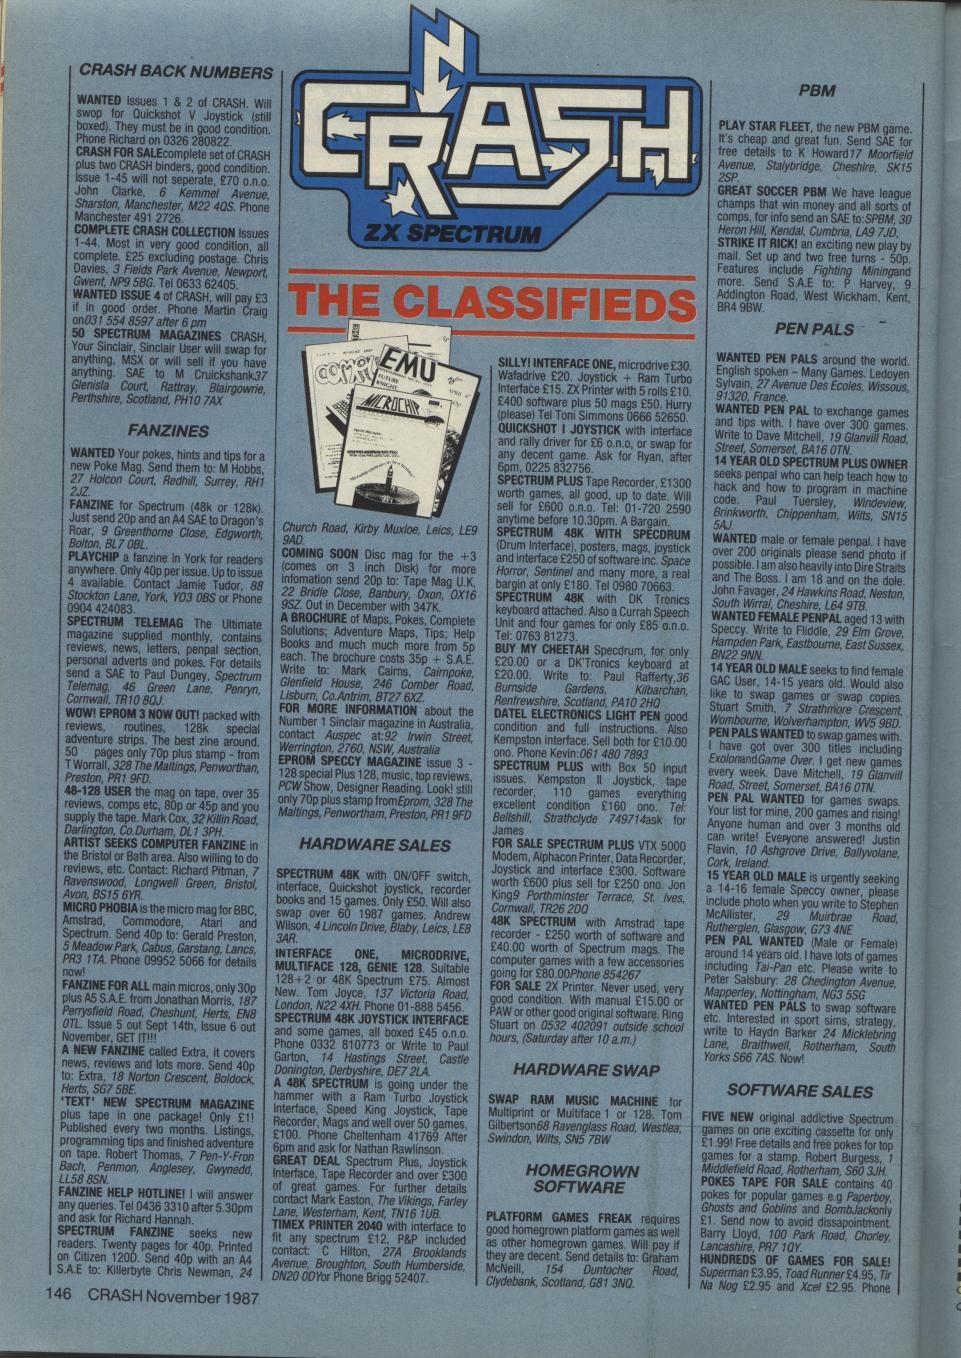 CRASH BACK NUMBERS
WANTED Issues 1 & 2 of CRASH. Will
swop for Quickshot V Joystick (still
boxed). They must be in good condition.
Phone Richard on 0326 280822.
CRASH FOR SALEcomplete set of CRASH
plus two CRASH binders, good condition.
Issue 1-45 will not seperate, £70 o.n.o.
John Clarke, 6 Kemmel Avenue,
Sharston, Manchester, M22 4QS. Phone
Manchester 491 2726.
COMPLETE CRASH COLLECTION Issues
1-44. Most in very good condition, all
complete. £25 excluding postage. Chris
Davies, 3 Fields Park Avenue, Newport,
Gwent, NP9 5BG. Tel 0633 62405.
WANTED ISSUE 4 of CRASH, will pay £3
if in good order. Phone Martin Craig
on031 554 8597 after 6 pm
50 SPECTRUM MAGAZINES CRASH,
Your Sinclair, Sinclair User will swap for
anything, MSX or will sell if you have
anything. SAE to M Cruickshank37
Glenisla Court, Rattray, Blairgowrie,
Perthshire, Scotland, PH10 7AX
FANZINES
WANTED Your pokes, hints and tips for a
new Poke Mag. Send them to: M Hobbs,
27 Holcon Court, Redhill, Surrey, RH1
2JZ.
FANZINE for Spectrum (48k or 128k).
Just send 20p and an A4 SAE to Dragon's
Roar, 9 Greenthorne Close, Edgworth,
Bolton, BL7 0BL.
PLAYCHIP a fanzine in York for readers
anywhere. Only 40p per issue. Up to issue
4 available. Contact Jamie Tudor, 88
Stockton Lane, York, YO3 0BS or Phone
0904 424083.
SPECTRUM TELEMAG The Ultimate
magazine supplied monthly, contains
reviews, news, letters, penpal section,
personal adverts and pokes. For details
send a SAE to Paul Dungey, Spectrum
Telemag, 46 Green Lane, Penryn,
Cornwall, TR10 8QJ.
WOW! EPROM 3 NOW OUT! packed with
reviews, routines, 128k special
adventure strips. The best zine around.
50 pages only 70p plus stamp - from
T Worrall, 328 The Maltings, Penworthan,
Preston, PR1 9FD.
48-128 USER the mag on tape, over 35
reviews, comps etc, 80p or 45p and you
supply the tape. Mark Cox, 32 Killin Road,
Darlington, Co.Durham, DL1 3PH.
ARTIST SEEKS COMPUTER FANZINE in
the Bristol or Bath area. Also willing to do
reviews, etc. Contact: Richard Pitman, 7
Ravenswood, Longwell Green, Bristol,
Avon, BS15 6YR.
MICRO PHOBIA is the micro mag for BBC,
Amstrad, Commodore, Atari and
Spectrum. Send 40p to: Gerald Preston,
5 Meadow Park, Cabus, Garstang, Lancs,
PR3 1TA. Phone 09952 5066 for details
now!
FANZINE FOR ALL main micros, only 30p
plus A5 S.A.E. from Jonathan Morris, 187
Perrysfield Road, Cheshunt, Herts, EN8
0TL. Issue 5 out Sept 14th, Issue 6 out
November, GET IT!!!
A NEW FANZINE called Extra, it covers
news, reviews and lots more. Send 40p
to: Extra, 18 Norton Crescent, Boldock,
Herts, SG7 5BE.
'TEXT' NEW SPECTRUM MAGAZINE
plus tape in one package! Only £1!
Published every two months. Listings,
programming tips and finished adventure
on tape. Robert Thomas, 7 Pen-Y-Fron
Bach, Penmon, Anglesey, Gwynedd,
LL58 8SN.
FANZINE HELP HOTLINE! I will answer
any queries. Tel 0436 3310 after 5.30pm
and ask for Richard Hannah.
SPECTRUM FANZINE seeks new
readers. Twenty pages for 40p. Printed
on Citizen 120D. Send 40p with an A4
S.A.E to: Killerbyte Chris Newman, 24
CRASH
ZX SPECTRUM
THE CLASSIFIEDS
EMU
FUTURE
KNIGHT
MICROCHIP
Church Road, Kirby Muxloe, Leics, LE9
9AD.
COMING SOON Disc mag for the +3
(comes on 3 inch Disk) for more
infomation send 20p to: Tape Mag U.K,
22 Bridle Close, Banbury, Oxon, OX16
9SZ. Out in December with 347K.
A BROCHURE of Maps, Pokes, Complete
Solutions; Adventure Maps, Tips; Help
Books and much much more from 5p
each. The brochure costs 35p + S.A.E.
Write to: Mark Cairns, Cairnpoke,
Glenfield House, 246 Comber Road,
Lisburn, Co.Antrim, BT27 6XZ.
FOR MORE INFORMATION about the
Number 1 Sinclair magazine in Australia,
contact Auspec at:92 Irwin Street,
Werrington, 2760, NSW, Australia
EPROM SPECCY MAGAZINE issue 3 -
128 special Plus 128, music, top reviews,
PCW Show, Designer Reading. Look! still
only 70p plus stamp fromEprom, 328 The
Maltings, Penwortham, Preston, PR1 9FD
HARDWARE SALES
SPECTRUM 48K with ON/OFF switch,
interface, Quickshot joystick, recorder
books and 15 games. Only £50. Will also
swap over 60 1987 games. Andrew
Wilson, 4 Lincoln Drive, Blaby, Leics, LE8
3AR.
INTERFACE ONE, MICRODRIVE,
MULTIFACE 128, GENIE 128. Suitable
128+2 or 48K Spectrum £75. Almost
New. Tom Joyce, 137 Victoria Road,
London, N22 4XH. Phone 01-888 5456.
SPECTRUM 48K JOYSTICK INTERFACE
and some games, all boxed £45 o.n.o.
Phone 0332 810773 or Write to Paul
Garton, 14 Hastings Street, Castle
Donington, Derbyshire, DE7 2LA.
A 48K SPECTRUM is going under the
hammer with a Ram Turbo Joystick
Interface, Speed King Joystick, Tape
Recorder, Mags and well over 50 games,
£100. Phone Cheltenham 41769 After
6pm and ask for Nathan Rawlinson.
GREAT DEAL Spectrum Plus, Joystick
Interface, Tape Recorder and over £300
of great games. For further details
contact Mark Easton, The Vikings, Farley
Lane, Westerham, Kent, TN16 1UB.
TIMEX PRINTER 2040 with interface to
fit any spectrum £12, P&P included
contact: C Hilton, 27A Brooklands
Avenue, Broughton, South Humberside,
DN20 0DYor Phone Brigg 52407.
SILLY! INTERFACE ONE, microdrive £30.
Wafadrive £20. Joystick + Ram Turbo
Interface £15. ZX Printer with 5 rolls £10.
£400 software plus 50 mags £50. Hurry
(please) Tel Toni Simmons 0666 52650.
QUICKSHOT I JOYSTICK with interface
and rally driver for £6 o.n.o, or swap for
any decent game. Ask for Ryan, after
6pm, 0225 832756.
SPECTRUM PLUS Tape Recorder, £1300
worth games, all good, up to date. Will
sell for £600 o.n.o. Tel: 01-720 2590
anytime before 10.30pm. A Bargain.
SPECTRUM 48K WITH SPECDRUM
(Drum Interface), posters, mags, joystick
and interface £250 of software inc. Space
Horror, Sentinel and many more, a real
bargin at only £180. Tel 0980 70663.
SPECTRUM 48K with DK Tronics
keyboard attached. Also a Currah Speech
Unit and four games for only £85 o.n.o.
Tel: 0763 81273.
BUY MY CHEETAH Specdrum, for only
£20.00 or a DK'Tronics keyboard at
£20.00. Write to: Paul Rafferty,36
Burnside Gardens, Kilbarchan,
Renfrewshire, Scotland, PA10 2HQ
DATEL ELECTRONICS LIGHT PEN good
condition and full instructions. Also
Kempston interface. Sell both for £10.00
ono. Phone Kevin:061 480 7893
SPECTRUM PLUS with Box 50 input
issues. Kempston II Joystick, tape
recorder, 110 games everything
excellent condition £160 ono. Tel:
Bellshill, Strathclyde 749714ask for
James
FOR SALE SPECTRUM PLUS VTX 5000
Modem, Alphacon Printer, Data Recorder,
Joystick and interface £300. Software
worth £600 plus sell for £250 ono. Jon
King9 Porthminster Terrace, St. Ives,
Cornwall, TR26 2DQ
48K SPECTRUM with Amstrad tape
recorder - £250 worth of software and
£40.00 worth of Spectrum mags. The
computer games with a few accessories
going for £80.00Phone 854267
FOR SALE 2X Printer. Never used, very
good condition. With manual £15.00 or
PAW or other good original software. Ring
Stuart on 0532 402091 outside school
hours, (Saturday after 10 a.m.)
HARDWARE SWAP
SWAP RAM MUSIC MACHINE for
Multiprint or Multiface 1 or 128. Tom
Gilbertson68 Ravenglass Road, Westlea,
Swindon, Wilts, SN5 7BW
HOMEGROWN
SOFTWARE
PLATFORM GAMES FREAK requires
good homegrown platform games as well
as other homegrown games. Will pay if
they are decent. Send details to: Graham
McNeill, 154 Duntocher Road,
Clydebank, Scotland, G81 3NQ.
PBM
PLAY STAR FLEET, the new PBM game.
It's cheap and great fun. Send SAE for
free details to K Howard17 Moorfield
Avenue, Stalybridge, Cheshire, SK15
2SP.
GREAT SOCCER PBM We have league
champs that win money and all sorts of
comps, for info send an SAE to:SPBM, 30
Heron Hill, Kendal, Cumbria, LA9 7JD,
STRIKE IT RICK! an exciting new play by
mail. Set up and two free turns - 50p.
Features include Fighting Miningand
more. Send S.A.E to: P Harvey, 9
Addington Road, West Wickham, Kent,
BR4 9BW.
PEN PALS
WANTED PEN PALS around the world.
English spoken – Many Games. Ledoyen
Sylvain, 27 Avenue Des Ecoles, Wissous,
91320, France.
WANTED PEN PAL to exchange games
and tips with. I have over 300 games.
Write to Dave Mitchell, 19 Glanvill Road,
Street, Somerset, BA16 0TN.
14 YEAR OLD SPECTRUM PLUS OWNER
seeks penpal who can help teach how to
hack and how to program in machine
code. Paul Tuersley, Windeview,
Brinkworth, Chippenham, Wilts, SN15
5AJ.
WANTED male or female penpal. I have
over 200 originals please send photo if
possible. I am also heavily into Dire Straits
and The Boss. I am 18 and on the dole.
John Favager, 24 Hawkins Road, Neston,
South Wirral, Cheshire, L64 9TB.
WANTED FEMALE PENPAL aged 13 with
Speccy. Write to Fliddle, 29 Elm Grove,
Hampden Park, Eastbourne, East Sussex,
BN22 9NN.
14 YEAR OLD MALE seeks to find female
GAC User, 14-15 years old. Would also
like to swap games or swap copies.
Stuart Smith, 7 Strathmore Crescent,
Wombourne, Wolverhampton, WV5 9BD.
PEN PALS WANTED to swop games with.
I have got over 300 titles including
ExolonandGame Over. I get new games
every week. Dave Mitchell, 19 Glanvill
Road, Street, Somerset, BA16 0TN.
PEN PAL WANTED for games swaps.
Your list for mine, 200 games and rising!
Anyone human and over 3 months old
can write! Everyone answered! Justin
Flavin, 10 Ashgrove Drive, Ballyvolane,
Cork, Ireland.
15 YEAR OLD MALE is urgently seeking
a 14-16 female Speccy owner, please
include photo when you write to Stephen
McAllister, 29 Muirbrae Road,
Rutherglen, Glasgow, G73 4NE
PEN PAL WANTED (Male or Female)
around 14 years old. I have lots of games
including Tai-Pan etc. Please write to
Peter Salsbury: 28 Chedington Avenue,
Mapperley, Nottingham, NG3 5SG
WANTED PEN PALS to swap software
etc. Interested in sport sims, strategy,
write to Haydn Barker 24 Micklebring
Lane, Braithwell, Rotherham, South
Yorks S66 7AS. Now!
SOFTWARE SALES
FIVE NEW original addictive Spectrum
games on one exciting cassette for only
£1.99! Free details and free pokes for top
games for a stamp. Robert Burgess, 1
Middlefield Road, Rotherham, S60 3JH.
POKES TAPE FOR SALE contains 40
pokes for popular games e.g Paperboy,
Ghosts and Goblins and BombJackonly
£1. Send now to avoid dissapointment.
Barry Lloyd, 100 Park Road, Chorley,
Lancashire, PR7 1QY.
HUNDREDS OF GAMES FOR SALE!
Superman £3.95, Toad Runner £4.95, Tir
Na Nog £2.95 and Xcel £2.95. Phone
146 CRASH November 1987